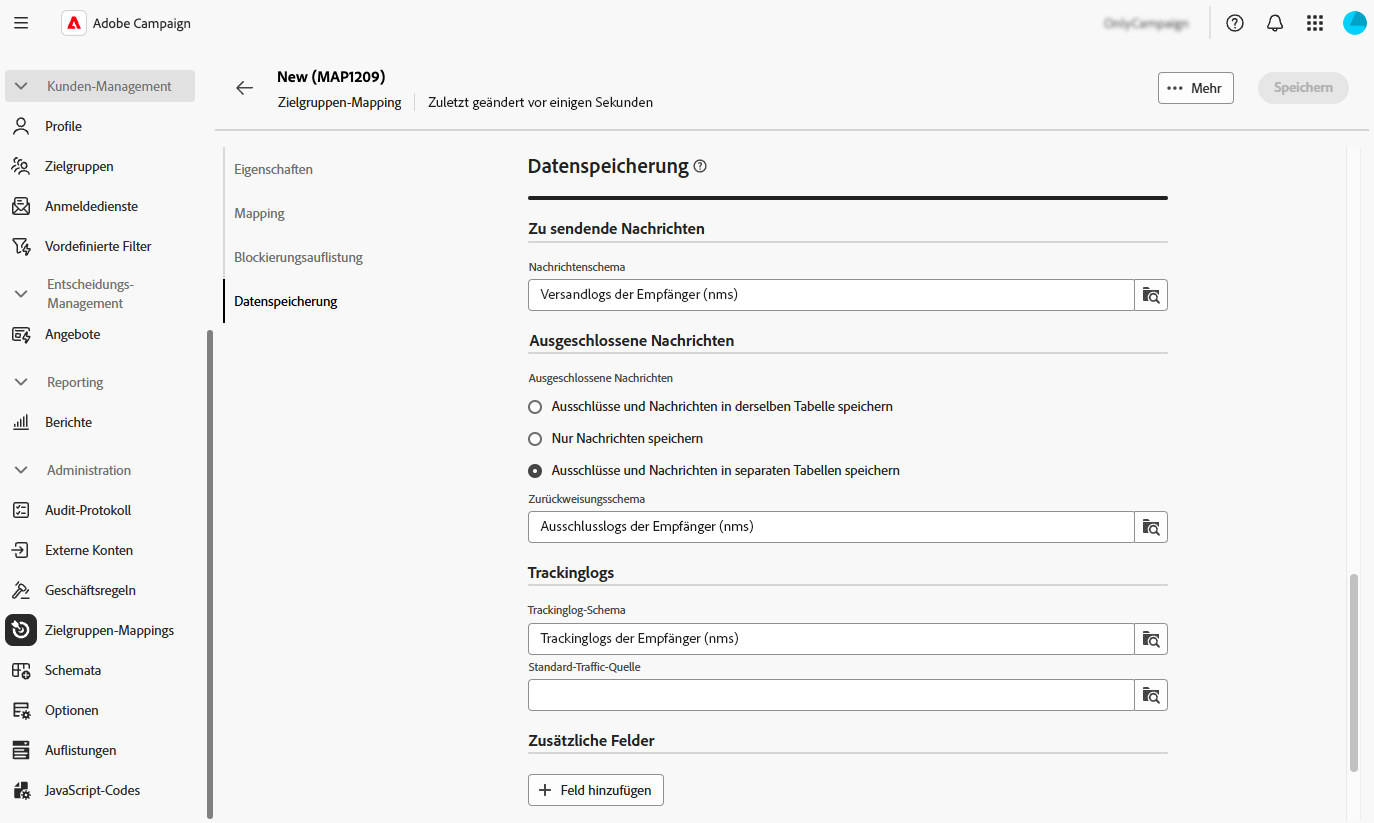 Adobe Campaign
Kunden-Management
Profile
Zielgruppen
Anmeldedienste
Vordefinierte Filter
Entscheidungs-
Management
Angebote
Reporting
Berichte
Administration
Audit-Protokoll
Externe Konten
Geschäftsregeln
Zielgruppen-Mappings
Schemata
Optionen
Auflistungen
JavaScript-Codes
New (MAP1209)
Zielgruppen-Mapping
Zuletzt geändert vor einigen Sekunden
Mehr
Speichern
Eigenschaften
Mapping
Blockierungsauflistung
Datenspeicherung
Datenspeicherung
Zu sendende Nachrichten
Nachrichtenschema
Versandlogs der Empfänger (nms)
Ausgeschlossene Nachrichten
Ausgeschlossene Nachrichten
Ausschlüsse und Nachrichten in derselben Tabelle speichern
Nur Nachrichten speichern
Ausschlüsse und Nachrichten in separaten Tabellen speichern
Zurückweisungsschema
Ausschlusslogs der Empfänger (nms)
Trackinglogs
Trackinglog-Schema
Trackinglogs der Empfänger (nms)
Standard-Traffic-Quelle
Zusätzliche Felder
Feld hinzufügen